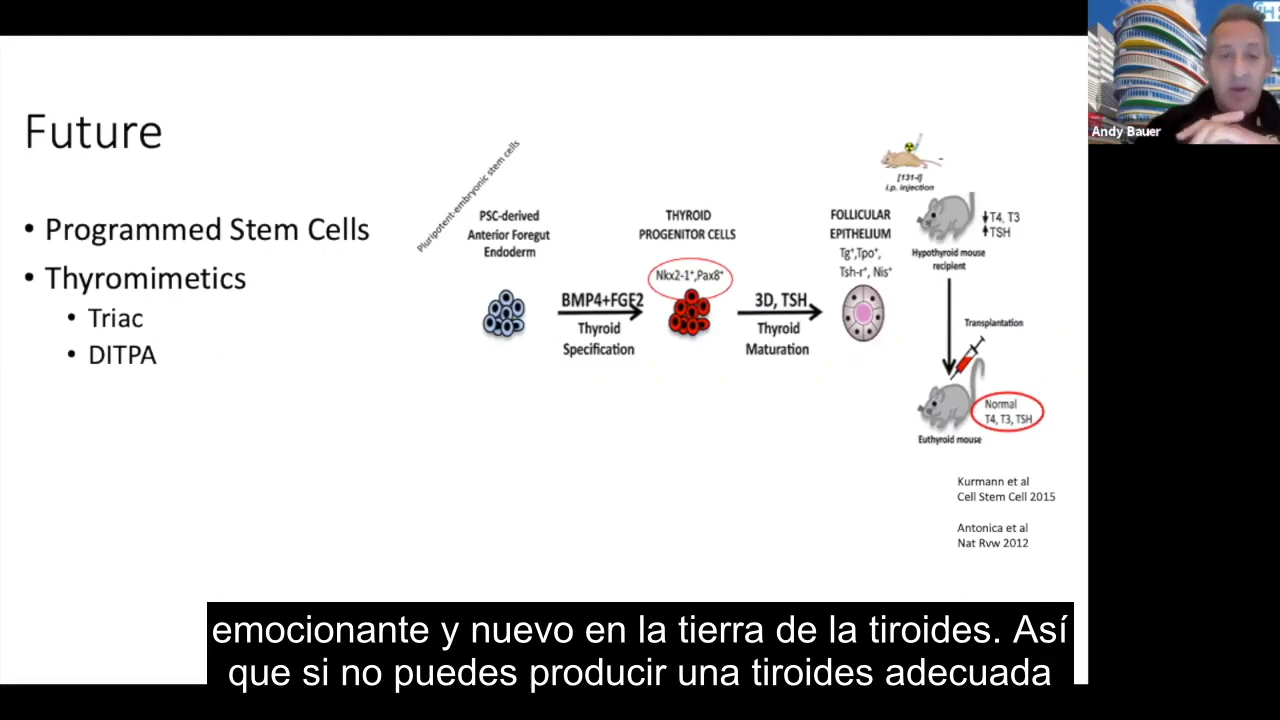 Future
• Programmed Stem Cells
• Thyromimetics
• Triac
• DITPA
Pluripotent-embryonic stem cells
PSC-derived
Anterior Foregut
Endoderm
BMP4+FGF2
Thyroid
Specification
THYROID
PROGENITOR CELLS
Nkx2-1+,Pax8+
3D, TSH
Thyroid
Maturation
FOLLICULAR
EPITHELIUM
Tg+,Tpo+,
Tsh-r+, Nis+
[131-I]
i.p. injection
T4, T3
TSH
Hypothyroid mouse
recipient
Transplantation
Normal
T4, T3, TSH
Euthyroid mouse
Kurmann et al
Cell Stem Cell 2015
Antonica et al
Nat Rvw 2012
Andy Bauer
emocionante y nuevo en la tierra de la tiroides. Así
que si no puedes producir una tiroides adecuada